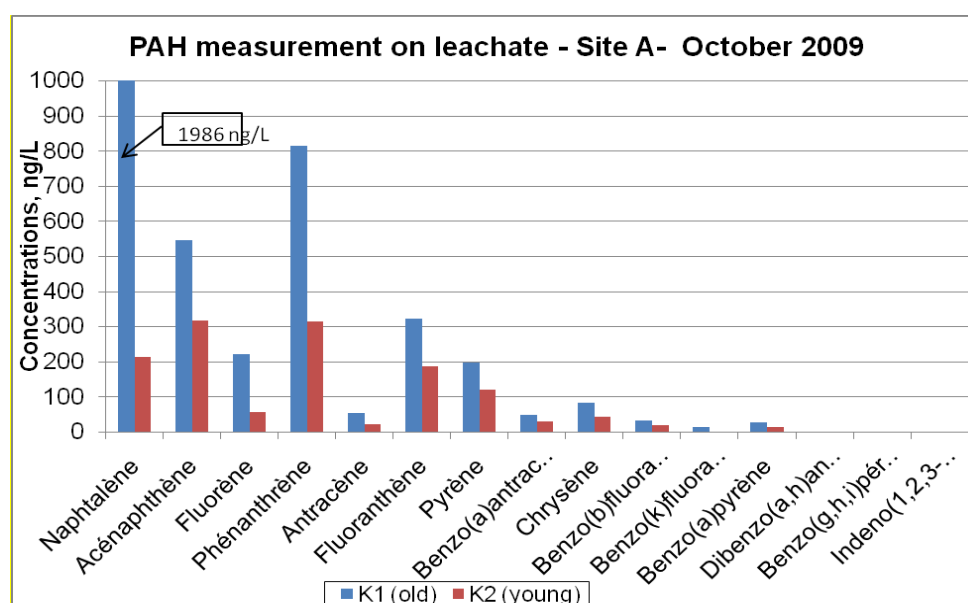 PAH measurement on leachate - Site A- October 2009
Concentrations, ng/L
1000
900
800
700
600
500
400
300
200
100
0
1986 ng/L
Naphtalène
Acénaphthène
Fluorène
Phénanthrène
Antracène
Fluoranthène
Pyrène
Benzo(a)antrac..
Chrysène
Benzo(b)fluora..
Benzo(k)fluora..
Benzo(a)pyrène
Dibenzo(a,h)an..
Benzo(g,h,i)pér..
Indeno(1,2,3-..
K1 (old)
K2 (young)